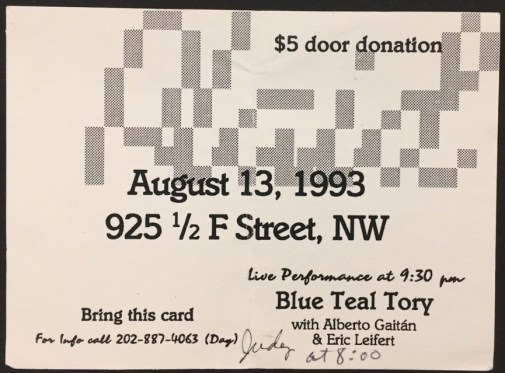 $5 door donation
August 13, 1993
925 ½ F Street, NW
Live Performance at 9:30 pm
Blue Teal Tory
with Alberto Gaitán
& Eric Leifert
Bring this card
For Info call 202-887-4063 (Day)
Judy at 8:00